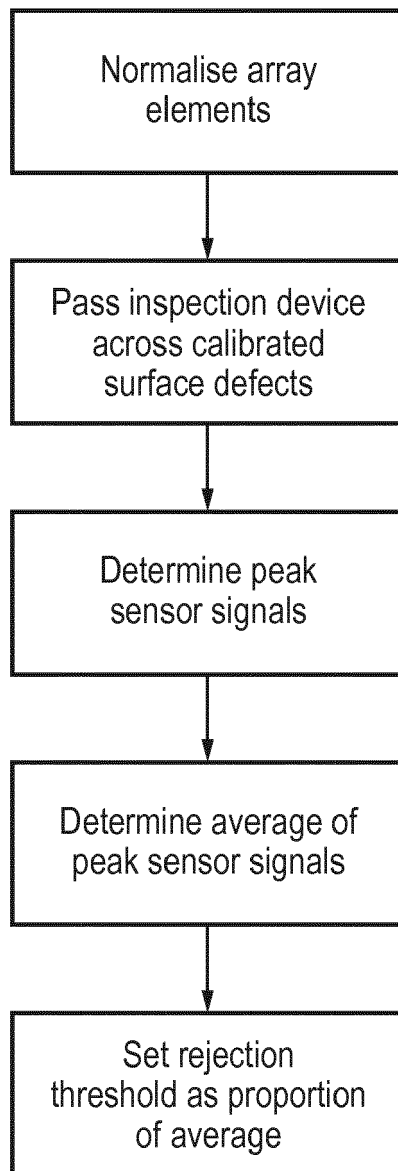 Normalise array
elements
Pass inspection device
across calibrated
surface defects
Determine peak
sensor signals
Determine average of
peak sensor signals
Set rejection
threshold as proportion
of average